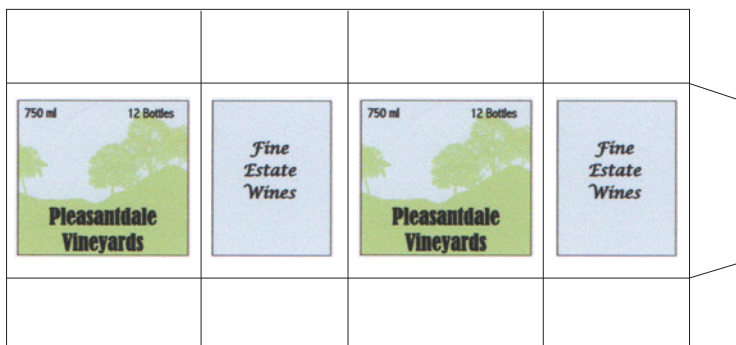 750 ml 12 Bottles
Pleasantdale
Vineyards
Fine
Estate
Wines
750 ml 12 Bottles
Pleasantdale
Vineyards
Fine
Estate
Wines